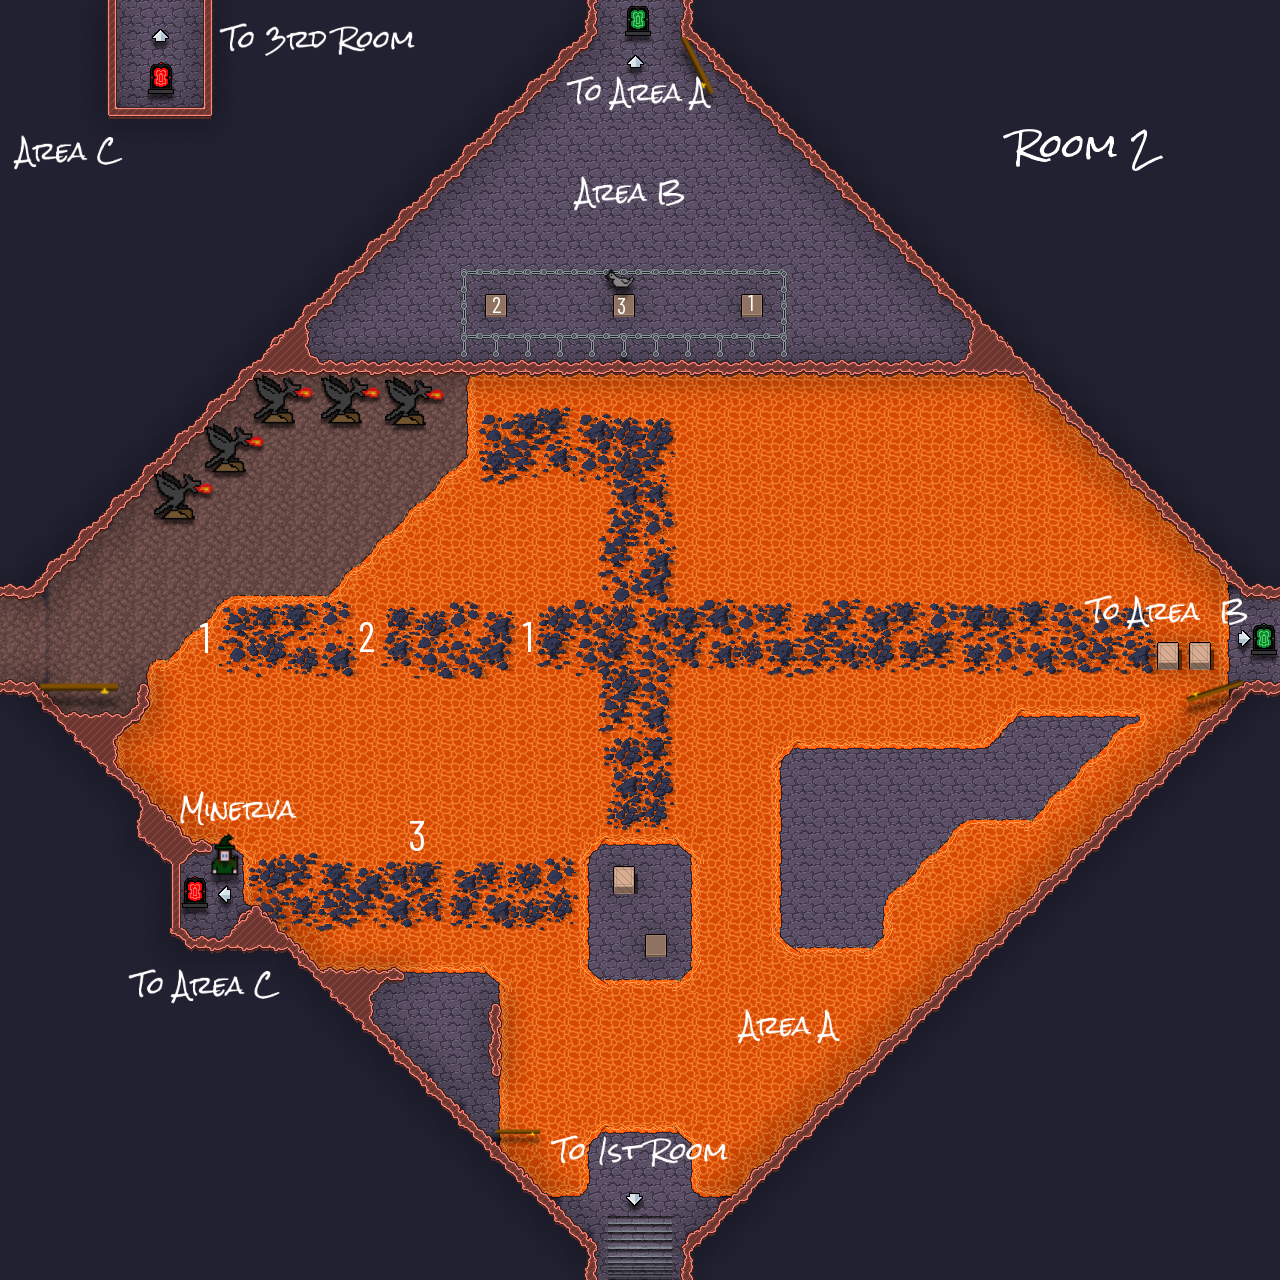 To 3rd Room
To Area A
Area C
Room 2
Area B
2
3
1
To Area B
1
2
1
Minerva
3
To Area C
Area A
To 1st Room